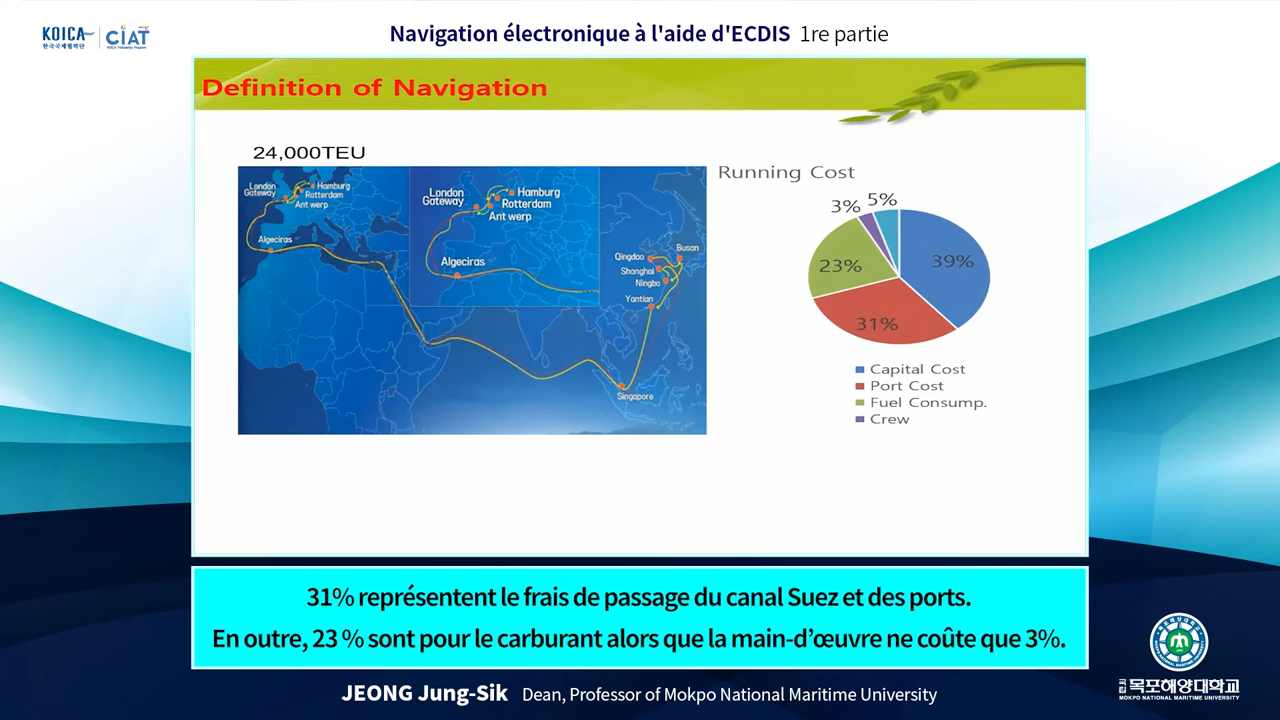 KOICA
한국국제협력단
CIAT
KOICA Fellowship Program
Navigation électronique à l'aide d'ECDIS 1re partie
Definition of Navigation
24,000TEU
London
Gateway
Hamburg
Rotterdam
Ant werp
Algeciras
London
Gateway
Hamburg
Rotterdam
Ant werp
Algeciras
Qingdao
Busan
Shanghai
Ningbo
Yantian
Singapore
Running Cost
3%
5%
23%
39%
31%
Capital Cost
Port Cost
Fuel Consump.
Crew
31% représentent le frais de passage du canal Suez et des ports.
En outre, 23 % sont pour le carburant alors que la main-d’œuvre ne coûte que 3%.
JEONG Jung-Sik Dean, Professor of Mokpo National Maritime University
국립 목포해양대학교
MOKPO NATIONAL MARITIME UNIVERSITY